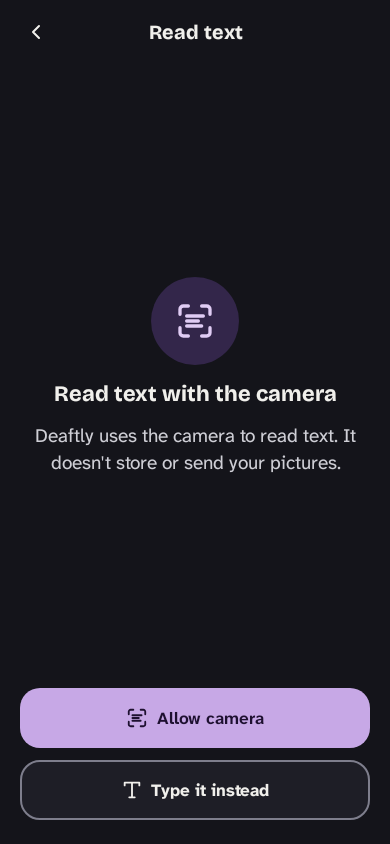 Read text
Read text with the camera
Deaftly uses the camera to read text. It
doesn't store or send your pictures.
Allow camera
Type it instead